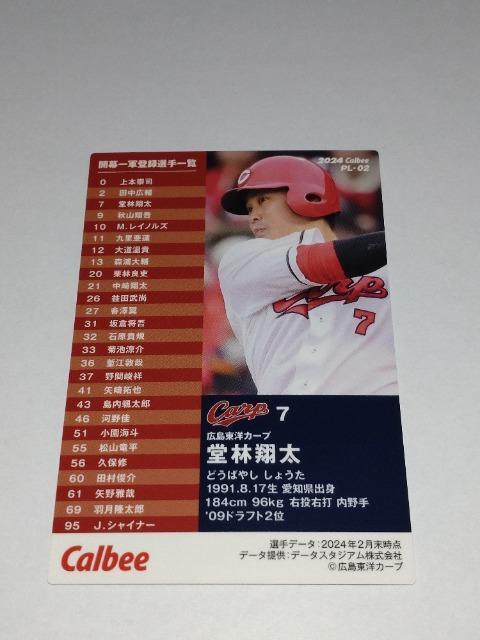 開幕一軍登録選手一覧
0 上本崇司
2 田中広輔
7 堂林翔太
9 秋山翔吾
10 M.レイノルズ
11 九里亜蓮
12 大道温貴
13 森浦大輔
20 栗林良吏
21 中﨑翔太
26 益田武尚
27 會澤翼
31 坂倉将吾
32 石原貴規
33 菊池涼介
36 韮澤
37 野間峻祥
41 矢崎拓也
43 島内颯太郎
46 河野佳
51 小園海斗
55 松山竜平
56 久保修
60 田村俊介
61 矢野雅哉
69 羽月隆太郎
95 J.シャイナー
Calbee
2024 Calbee
PL-02
Carp
7
Carp 7
広島東洋カープ
堂林翔太
どうばやし しょうた
1991.8.17生 愛知県出身
184cm 96kg 右投右打 内野手
'09ドラフト2位
選手データ:2024年2月末時点
データ提供:データスタジアム株式会社
©広島東洋カープ